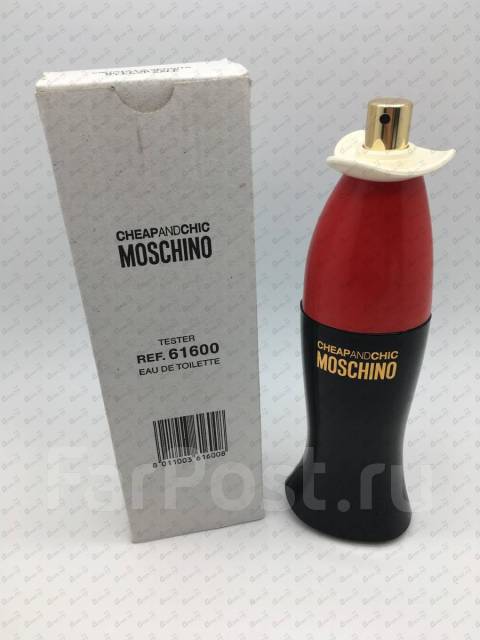 CHEAPANDCHIC
MOSCHINO
TESTER
REF. 61600
EAU DE TOILETTE
8 011003 616008
CHEAPANDCHIC
MOSCHINO
FarPost.ru